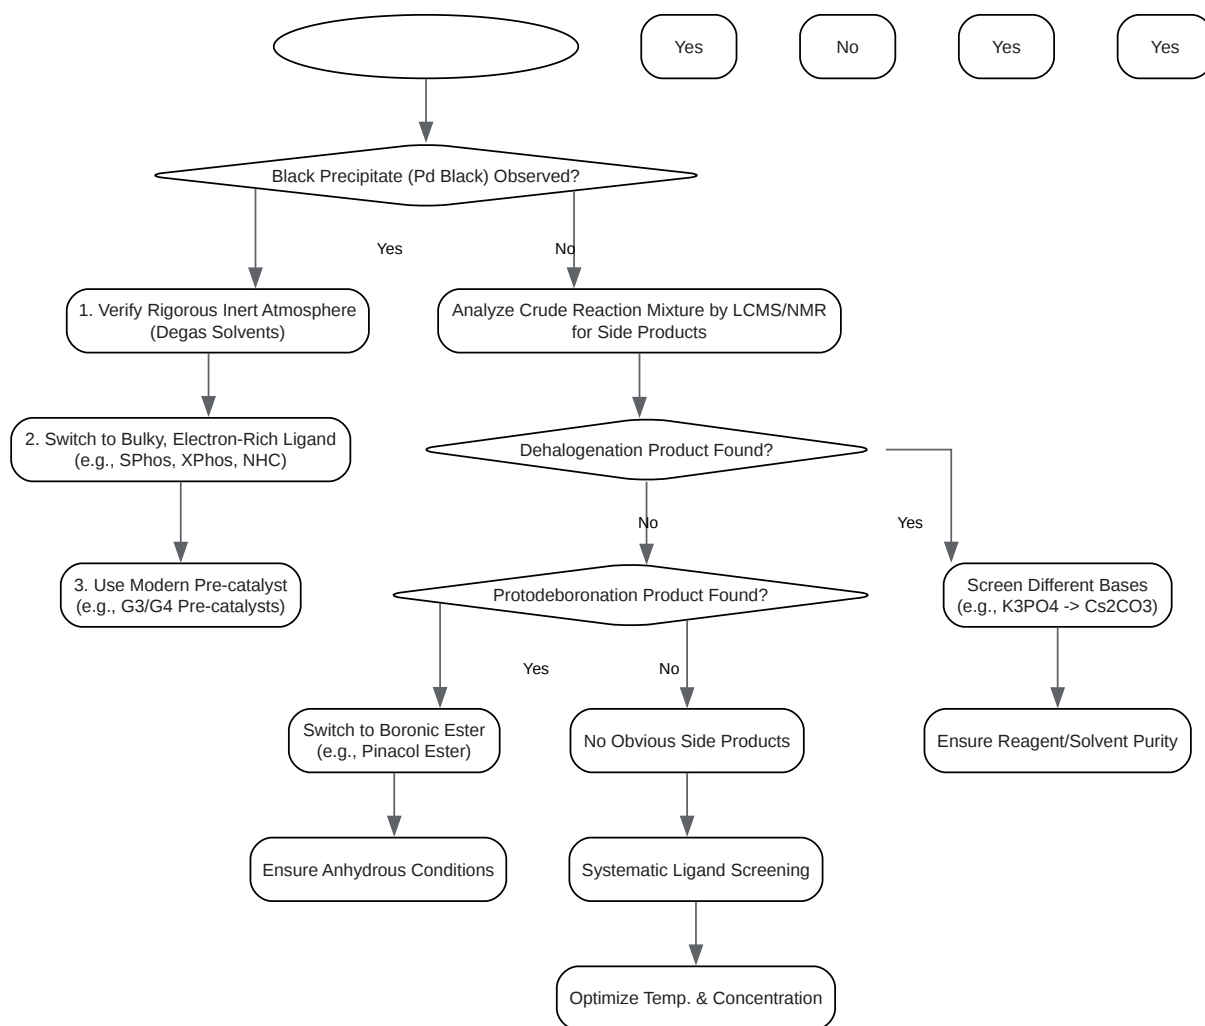 Yes
No
Yes
Yes
Black Precipitate (Pd Black) Observed?
Yes
No
1. Verify Rigorous Inert Atmosphere
(Degas Solvents)
Analyze Crude Reaction Mixture by LCMS/NMR
for Side Products
2. Switch to Bulky, Electron-Rich Ligand
(e.g., SPhos, XPhos, NHC)
Dehalogenation Product Found?
No
Yes
3. Use Modern Pre-catalyst
(e.g., G3/G4 Pre-catalysts)
Protodeboronation Product Found?
Screen Different Bases
(e.g., K3PO4 -> Cs2CO3)
Yes
No
Switch to Boronic Ester
(e.g., Pinacol Ester)
No Obvious Side Products
Ensure Reagent/Solvent Purity
Ensure Anhydrous Conditions
Systematic Ligand Screening
Optimize Temp. & Concentration